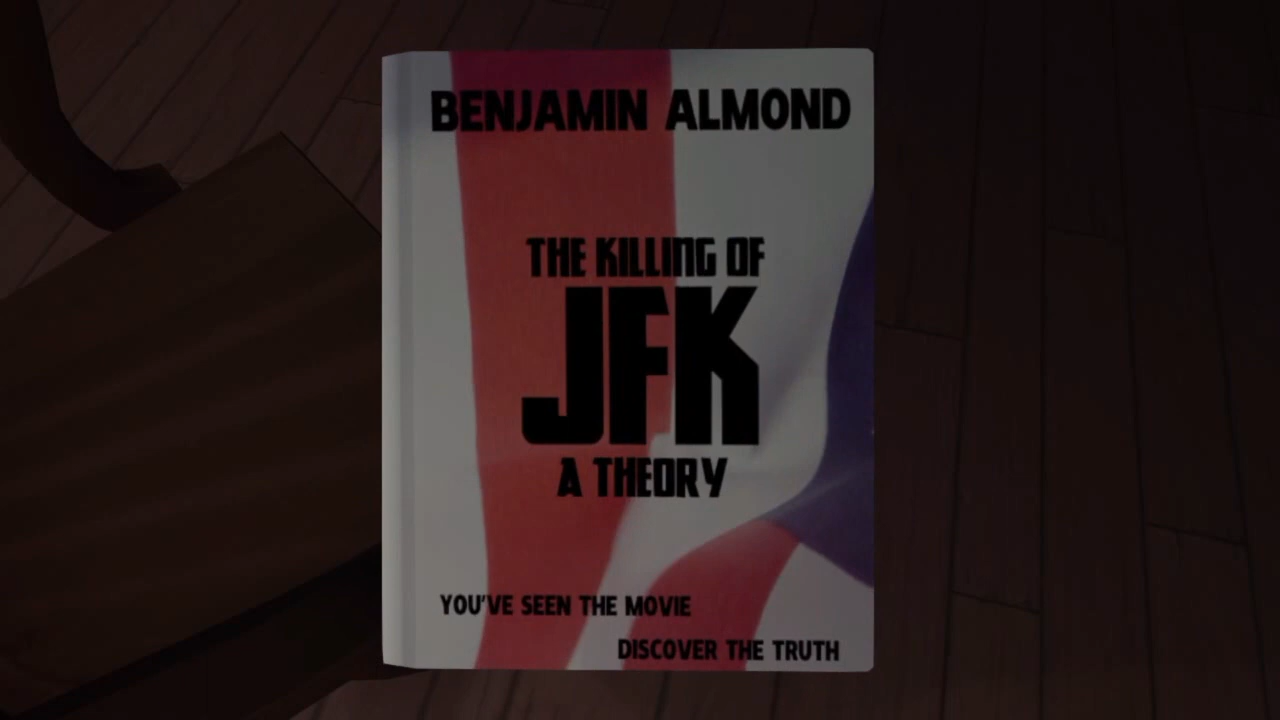 BENJAMIN ALMOND
THE KILLING OF
JFK
A THEORY
YOU'VE SEEN THE MOVIE
DISCOVER THE TRUTH